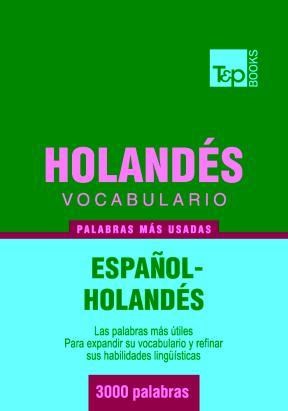 T&p
BOOKS
HOLANDÉS
VOCABULARIO
PALABRAS MÁS USADAS
ESPAÑOL-
HOLANDÉS
Las palabras más útiles
Para expandir su vocabulario y refinar
sus habilidades lingüísticas
3000 palabras